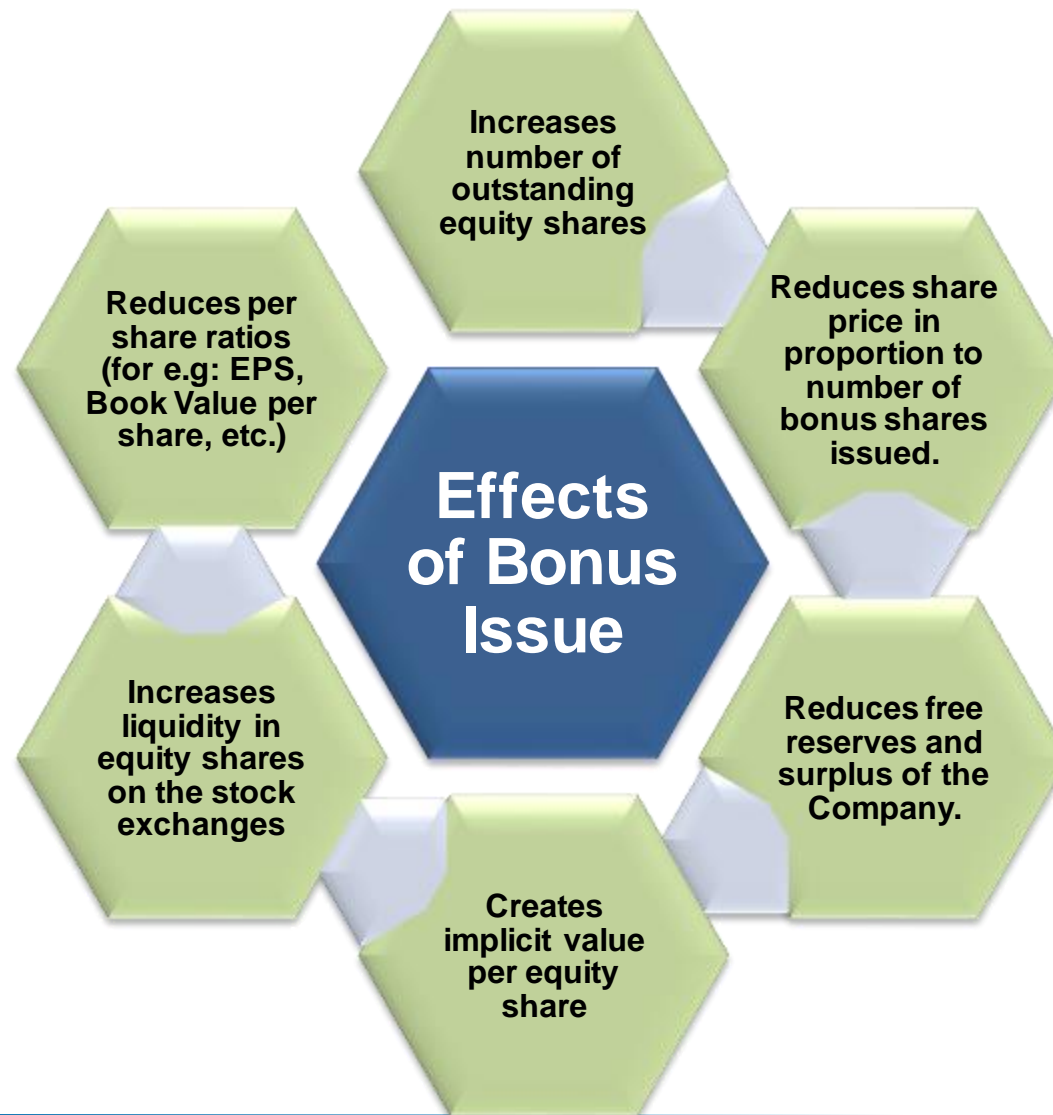 Increases
number of
outstanding
equity shares
Reduces share
price in
proportion to
number of
bonus shares
issued.
Reduces free
reserves and
surplus of the
Company.
Creates
implicit value
per equity
share
Increases
liquidity in
equity shares
on the stock
exchanges
Reduces per
share ratios
(for e.g: EPS,
Book Value per
share, etc.)
Effects
of Bonus
Issue